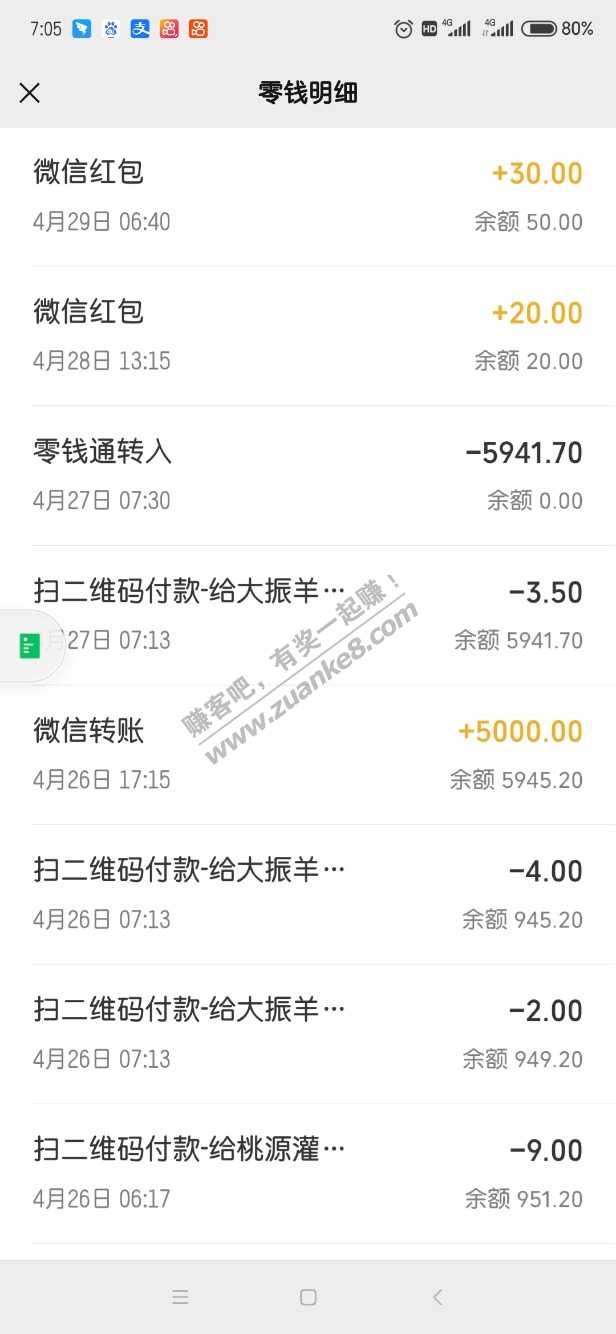 7:05 HD 4G 4G 80%
零钱明细
微信红包 +30.00
4月29日 06:40 余额 50.00
微信红包 +20.00
4月28日 13:15 余额 20.00
零钱通转入 -5941.70
4月27日 07:30 余额 0.00
扫二维码付款-给大振羊… -3.50
月27日 07:13 余额 5941.70
赚客吧，有奖一起赚！
www.zuanke8.com
微信转账 +5000.00
4月26日 17:15 余额 5945.20
扫二维码付款-给大振羊… -4.00
4月26日 07:13 余额 945.20
扫二维码付款-给大振羊… -2.00
4月26日 07:13 余额 949.20
扫二维码付款-给桃源灌… -9.00
4月26日 06:17 余额 951.20